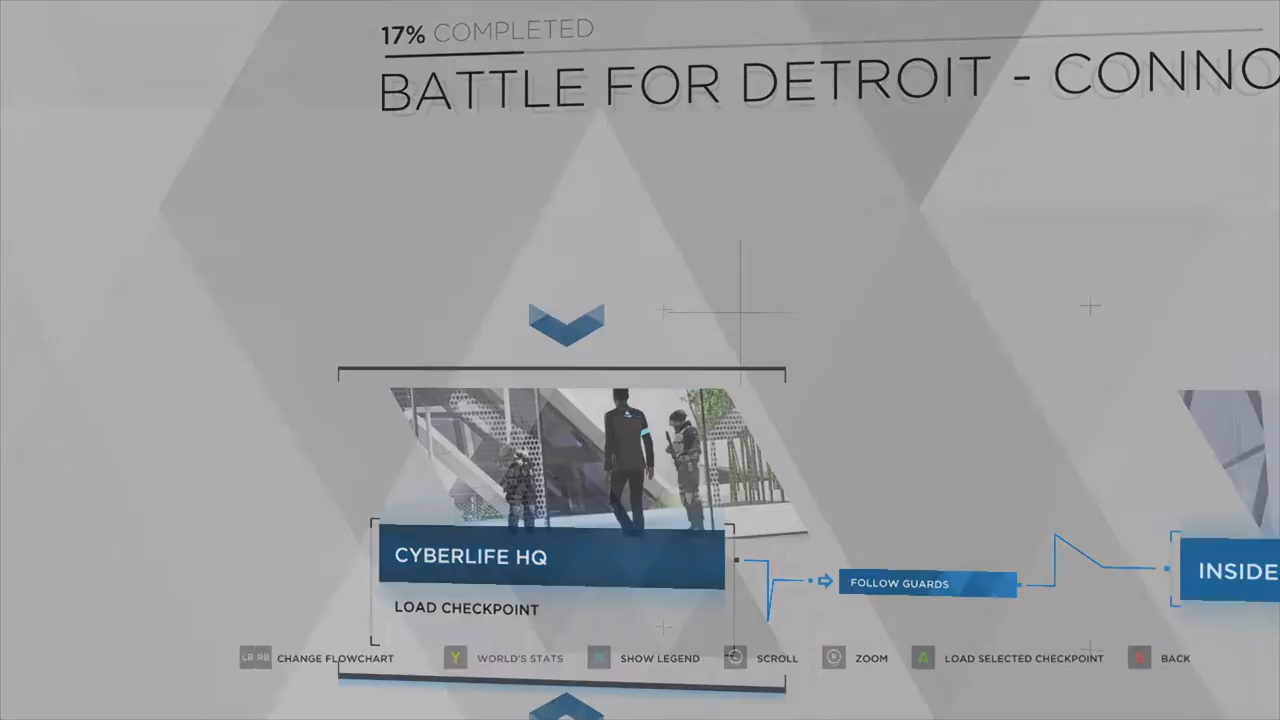 17% COMPLETED
BATTLE FOR DETROIT - CONNO
CYBERLIFE HQ
LOAD CHECKPOINT
FOLLOW GUARDS
INSIDE
LB RB CHANGE FLOWCHART
Y WORLD'S STATS
X SHOW LEGEND
L SCROLL
R ZOOM
A LOAD SELECTED CHECKPOINT
B BACK